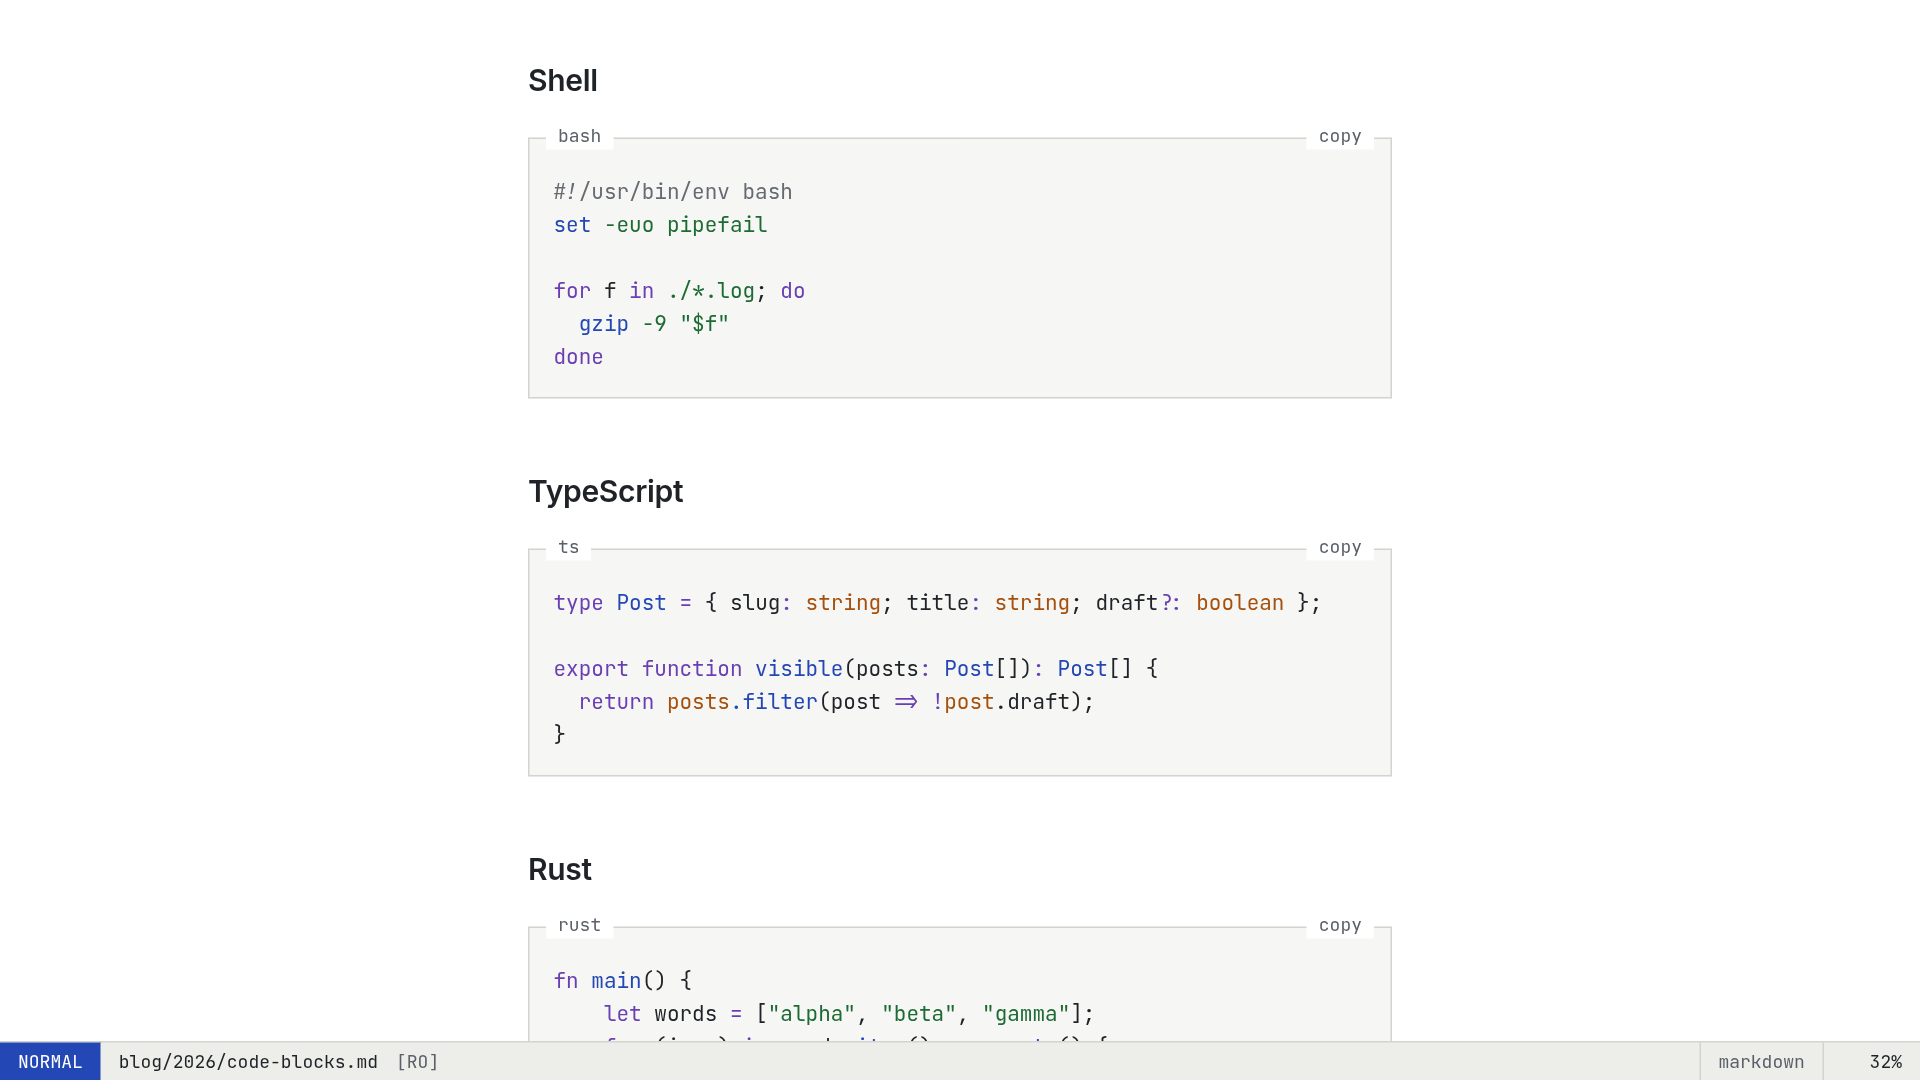 Shell
bash
copy
#!/usr/bin/env bash
set -euo pipefail
for f in ./*.log; do
  gzip -9 "$f"
done
TypeScript
ts
copy
type Post = { slug: string; title: string; draft?: boolean };
export function visible(posts: Post[]): Post[] {
  return posts.filter(post => !post.draft);
}
Rust
rust
copy
fn main() {
    let words = ["alpha", "beta", "gamma"];
NORMAL blog/2026/code-blocks.md [RO] markdown 32%